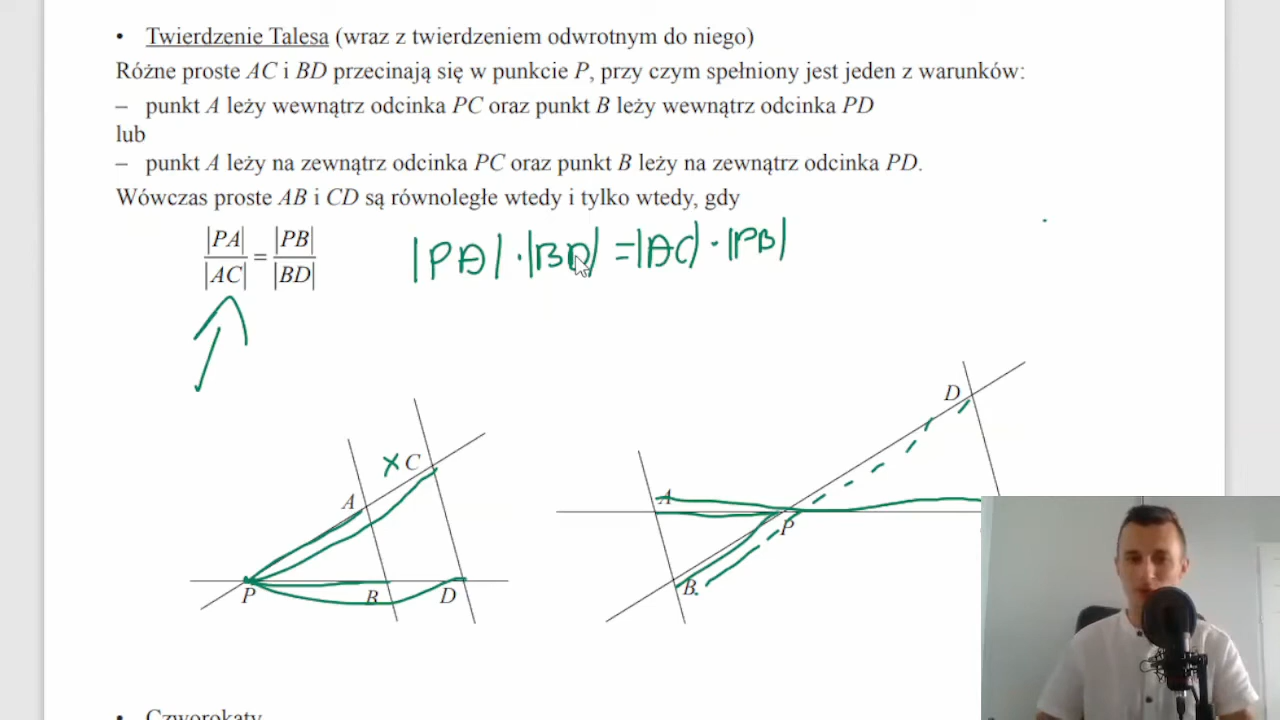 • Twierdzenie Talesa (wraz z twierdzeniem odwrotnym do niego)
Różne proste AC i BD przecinają się w punkcie P, przy czym spełniony jest jeden z warunków:
– punkt A leży wewnątrz odcinka PC oraz punkt B leży wewnątrz odcinka PD
lub
– punkt A leży na zewnątrz odcinka PC oraz punkt B leży na zewnątrz odcinka PD.
Wówczas proste AB i CD są równoległe wtedy i tylko wtedy, gdy
|PA|/|AC| = |PB|/|BD|
|PA| · |BD| = |AC| · |PB|
x C
A
P
B
D
D
A
P
B
• Czworokąty